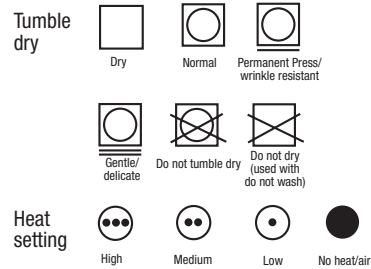 Tumble
dry
Dry
Normal
Permanent Press/
wrinkle resistant
Gentle/
delicate
Do not tumble dry
Do not dry
(used with
do not wash)
Heat
setting
High
Medium
Low
No heat/air